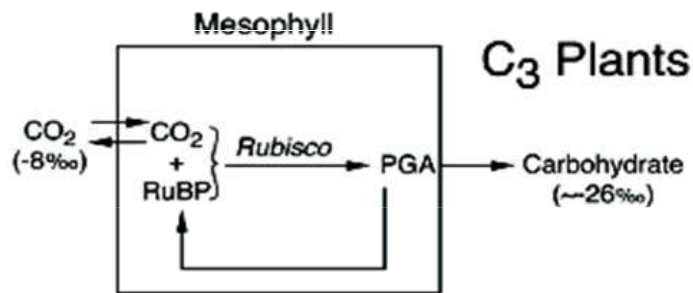 Mesophyll
C₃ Plants
CO₂
(-8‰)
CO₂
+
RuBP
Rubisco
PGA
Carbohydrate
(~-26‰)